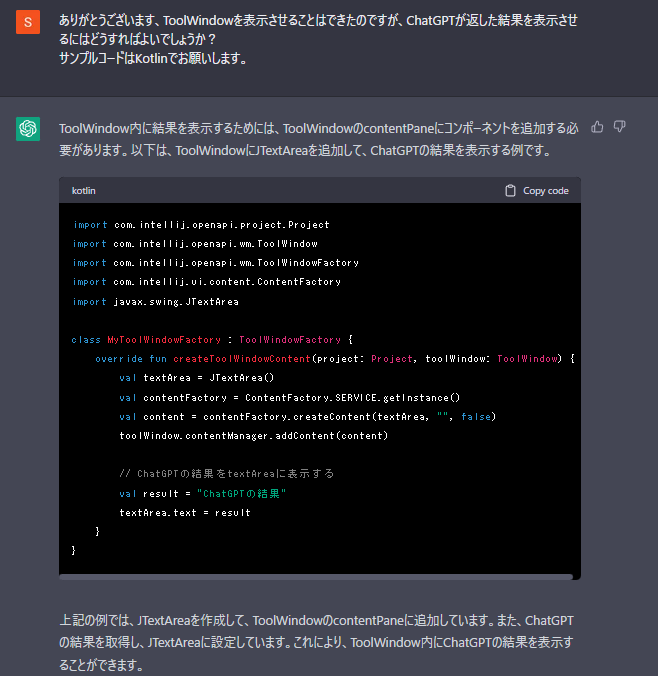 S
ありがとうございます、ToolWindowを表示させることはできたのですが、ChatGPTが返した結果を表示させ
るにはどうすればよいでしょうか？
サンプルコードはKotlinでお願いします。
ToolWindow内に結果を表示するためには、ToolWindowのcontentPaneにコンポーネントを追加する必
要があります。以下は、ToolWindowにJTextAreaを追加して、ChatGPTの結果を表示する例です。
kotlin
Copy code
import com.intellij.openapi.project.Project
import com.intellij.openapi.wm.ToolWindow
import com.intellij.openapi.wm.ToolWindowFactory
import com.intellij.ui.content.ContentFactory
import javax.swing.JTextArea
class MyToolWindowFactory : ToolWindowFactory {
override fun createToolWindowContent(project: Project, toolWindow: ToolWindow) {
val textArea = JTextArea()
val contentFactory = ContentFactory.SERVICE.getInstance()
val content = contentFactory.createContent(textArea, "", false)
toolWindow.contentManager.addContent(content)
// ChatGPTの結果をtextAreaに表示する
val result = "ChatGPTの結果"
textArea.text = result
}
}
上記の例では、JTextAreaを作成して、ToolWindowのcontentPaneに追加しています。また、ChatGPT
の結果を取得し、JTextAreaに設定しています。これにより、ToolWindow内にChatGPTの結果を表示す
ることができます。